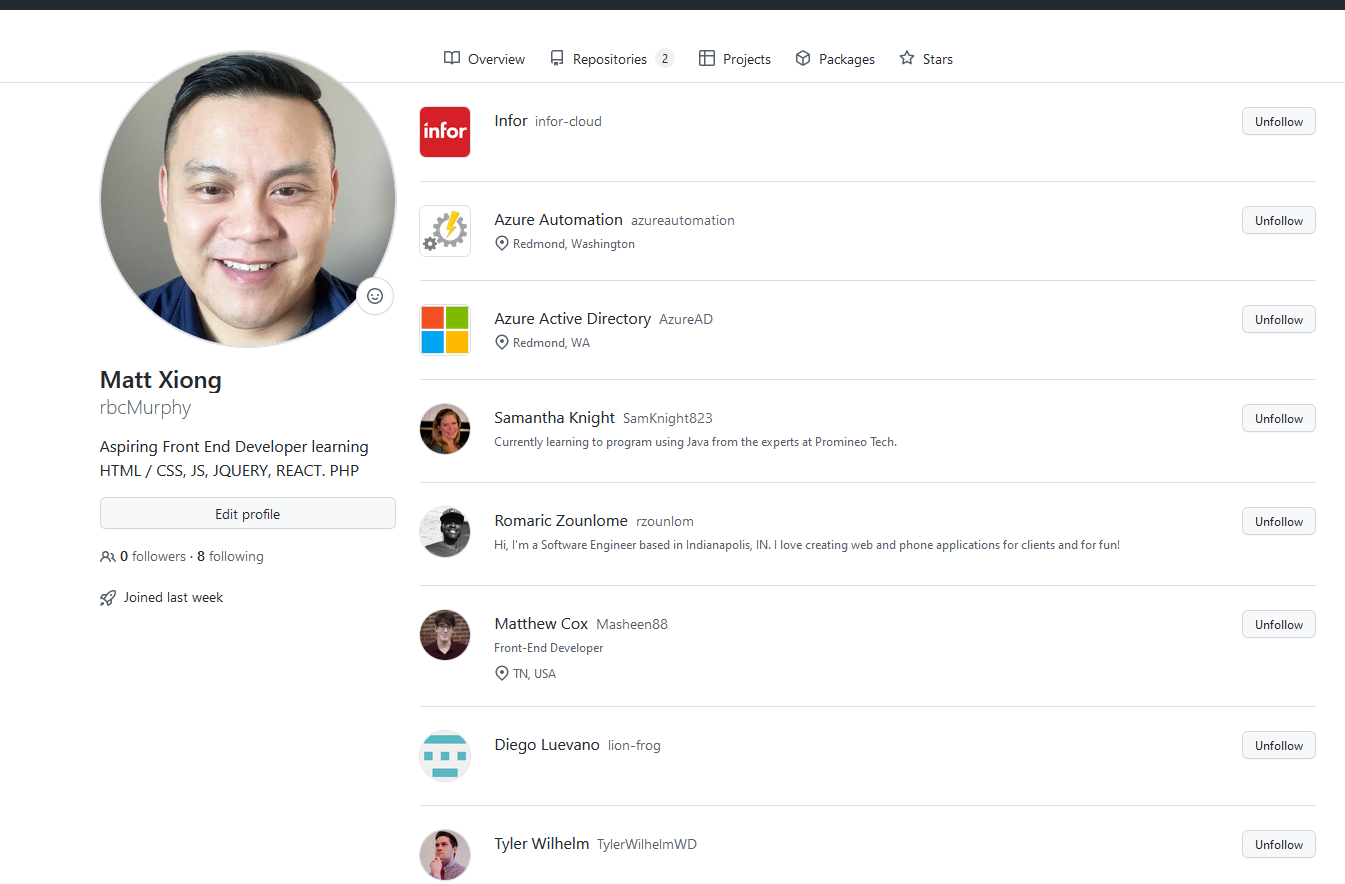 Overview Repositories 2 Projects Packages Stars
Matt Xiong
rbcMurphy
Aspiring Front End Developer learning
HTML / CSS, JS, JQUERY, REACT. PHP
Edit profile
0 followers · 8 following
Joined last week
infor
Infor infor-cloud Unfollow
Azure Automation azureautomation Unfollow
Redmond, Washington
Azure Active Directory AzureAD Unfollow
Redmond, WA
Samantha Knight SamKnight823 Unfollow
Currently learning to program using Java from the experts at Promineo Tech.
Romaric Zounlome rzounlom Unfollow
Hi, I'm a Software Engineer based in Indianapolis, IN. I love creating web and phone applications for clients and for fun!
Matthew Cox Masheen88 Unfollow
Front-End Developer
TN, USA
Diego Luevano lion-frog Unfollow
Tyler Wilhelm TylerWilhelmWD Unfollow